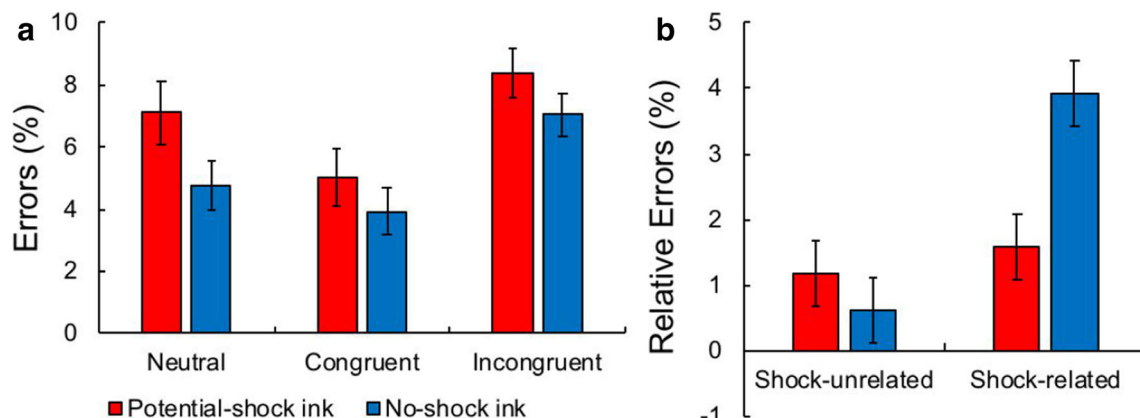 a
10
8
6
4
2
0
Errors (%)
Neutral Congruent Incongruent
Potential-shock ink No-shock ink
b
5
4
3
2
1
0
-1
Relative Errors (%)
Shock-unrelated Shock-related